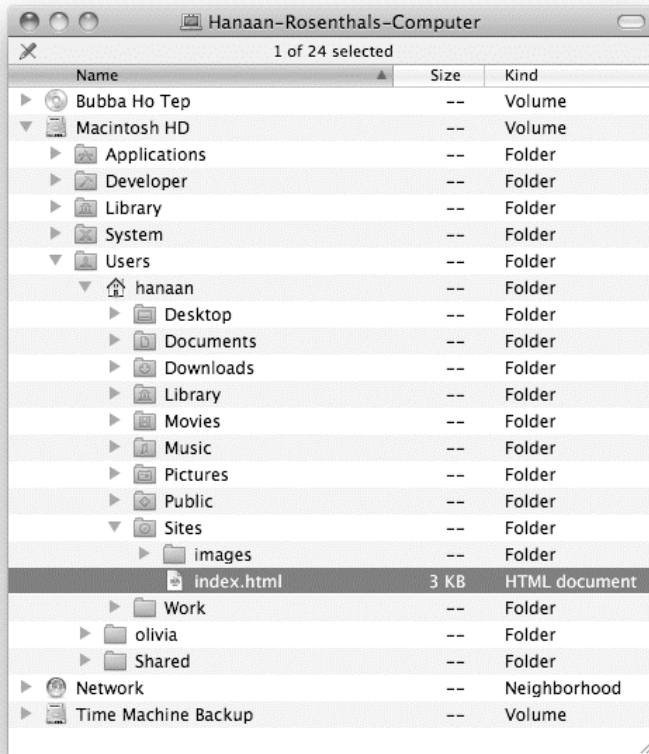 Hanaan-Rosenthals-Computer
1 of 24 selected
Name Size Kind
Bubba Ho Tep -- Volume
Macintosh HD -- Volume
Applications -- Folder
Developer -- Folder
Library -- Folder
System -- Folder
Users -- Folder
hanaan -- Folder
Desktop -- Folder
Documents -- Folder
Downloads -- Folder
Library -- Folder
Movies -- Folder
Music -- Folder
Pictures -- Folder
Public -- Folder
Sites -- Folder
images -- Folder
index.html 3 KB HTML document
Work -- Folder
olivia -- Folder
Shared -- Folder
Network -- Neighborhood
Time Machine Backup -- Volume